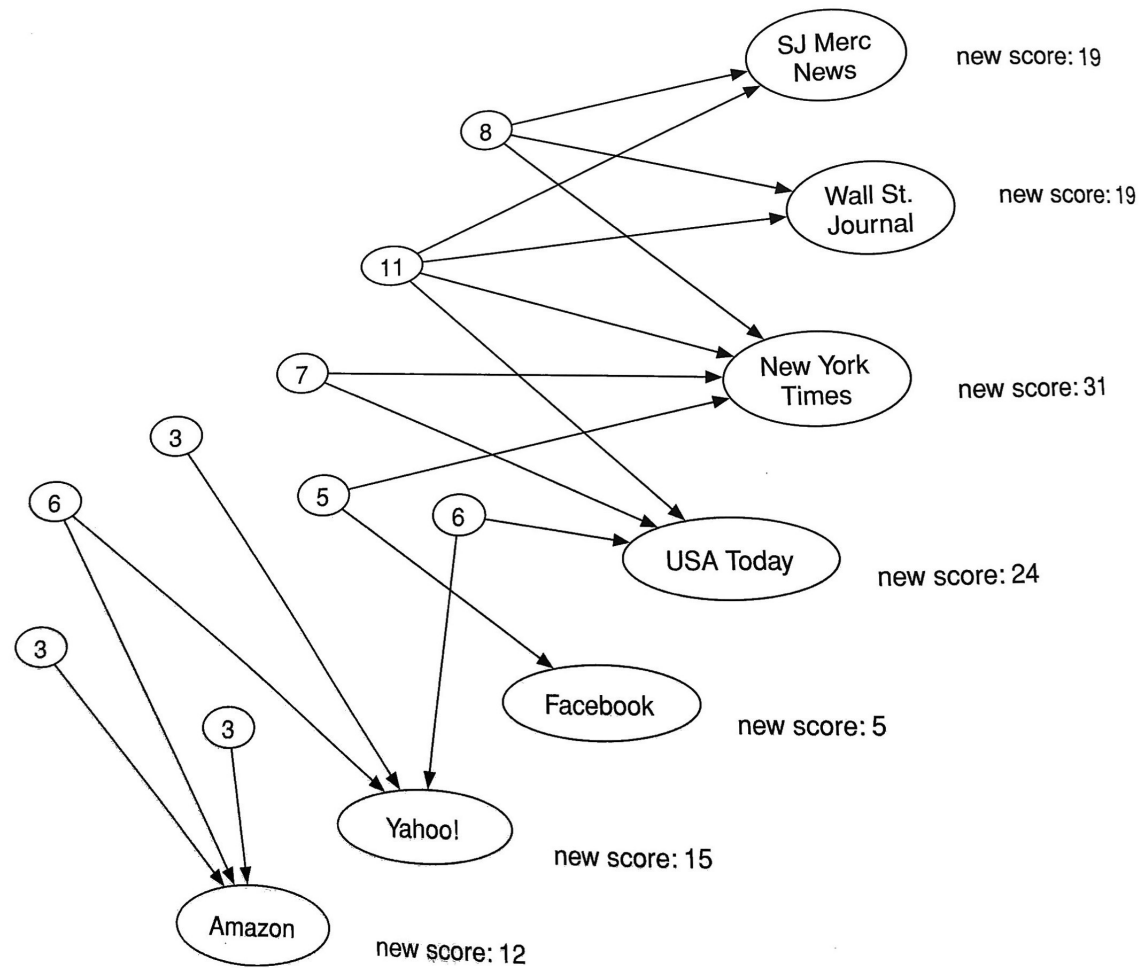 SJ Merc
News
new score: 19
8
Wall St.
Journal
new score: 19
11
New York
Times
new score: 31
7
3
5
6
6
USA Today
new score: 24
3
Facebook
new score: 5
3
Yahoo!
new score: 15
Amazon
new score: 12